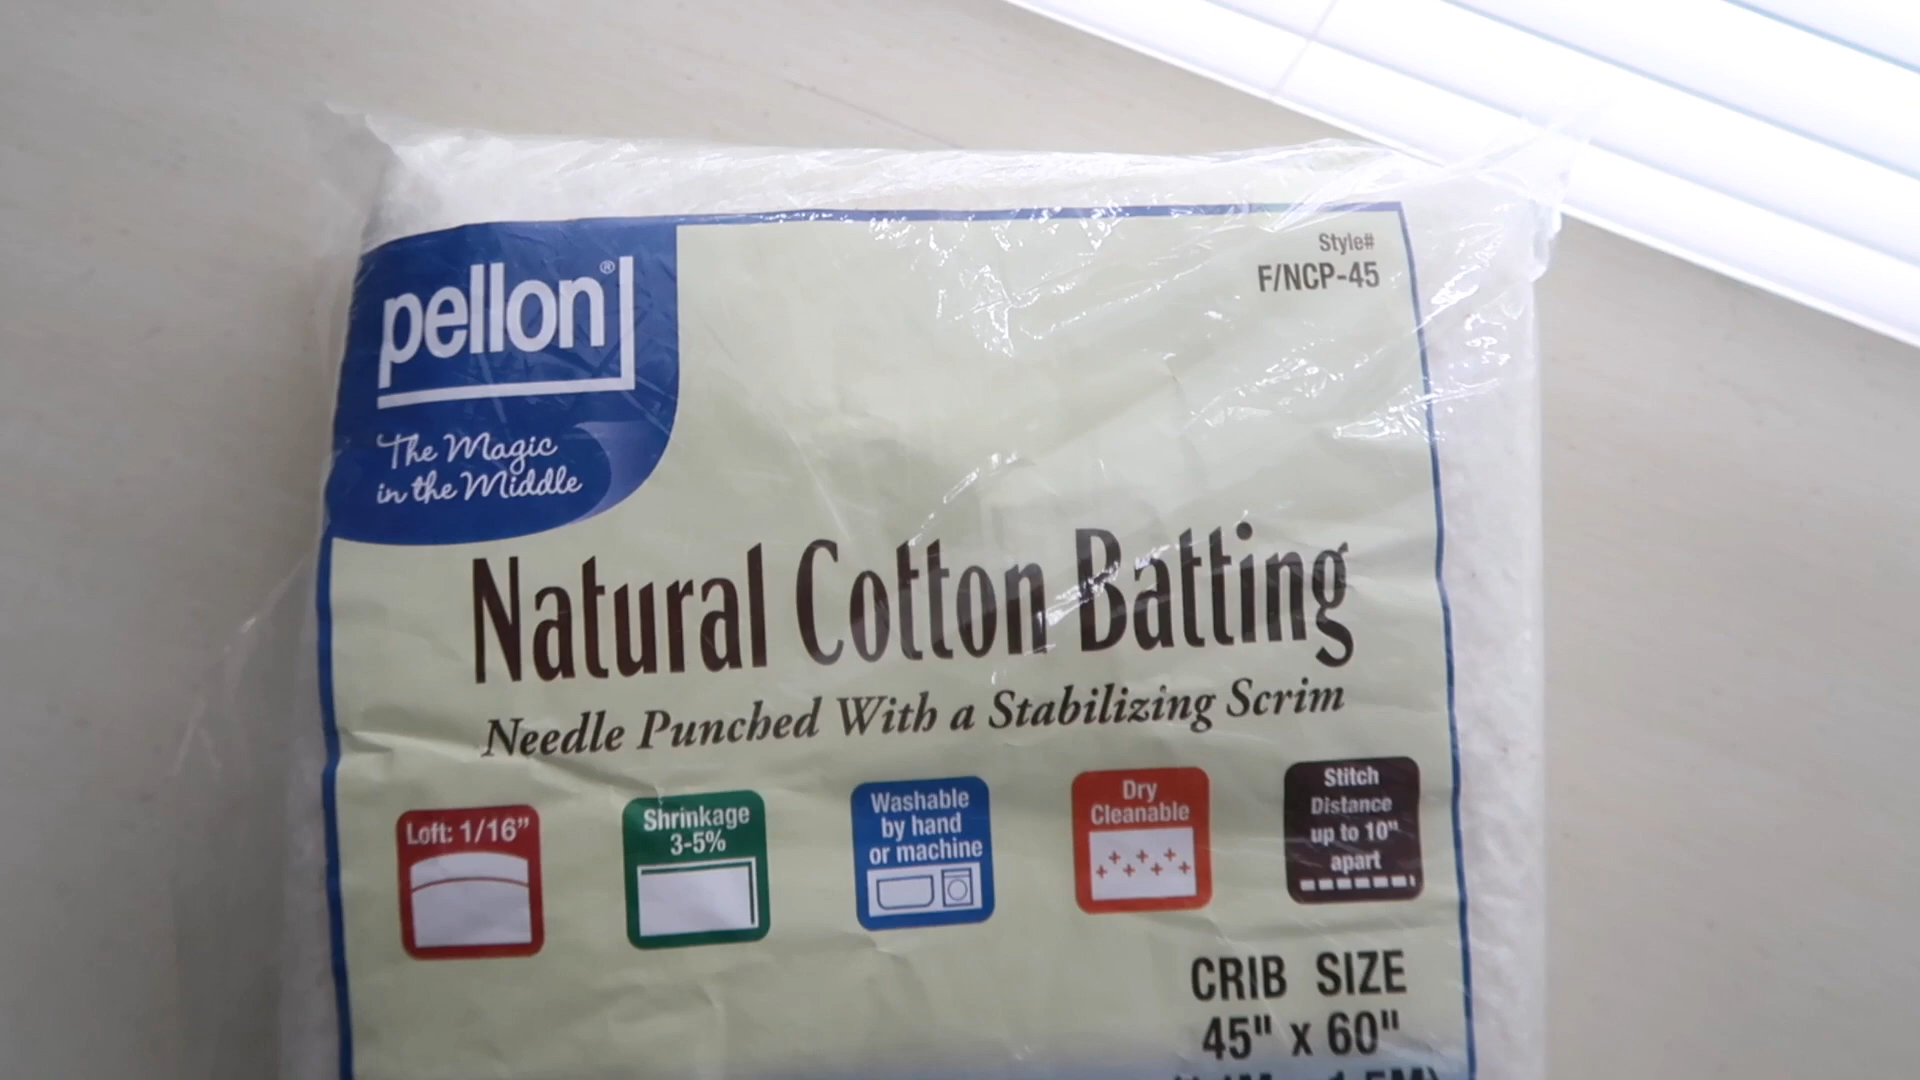 pellon®
The Magic
in the Middle
Style#
F/NCP-45
Natural Cotton Batting
Needle Punched With a Stabilizing Scrim
Loft: 1/16”
Shrinkage
3-5%
Washable
by hand
or machine
Dry
Cleanable
Stitch
Distance
up to 10"
apart
CRIB SIZE
45" x 60"